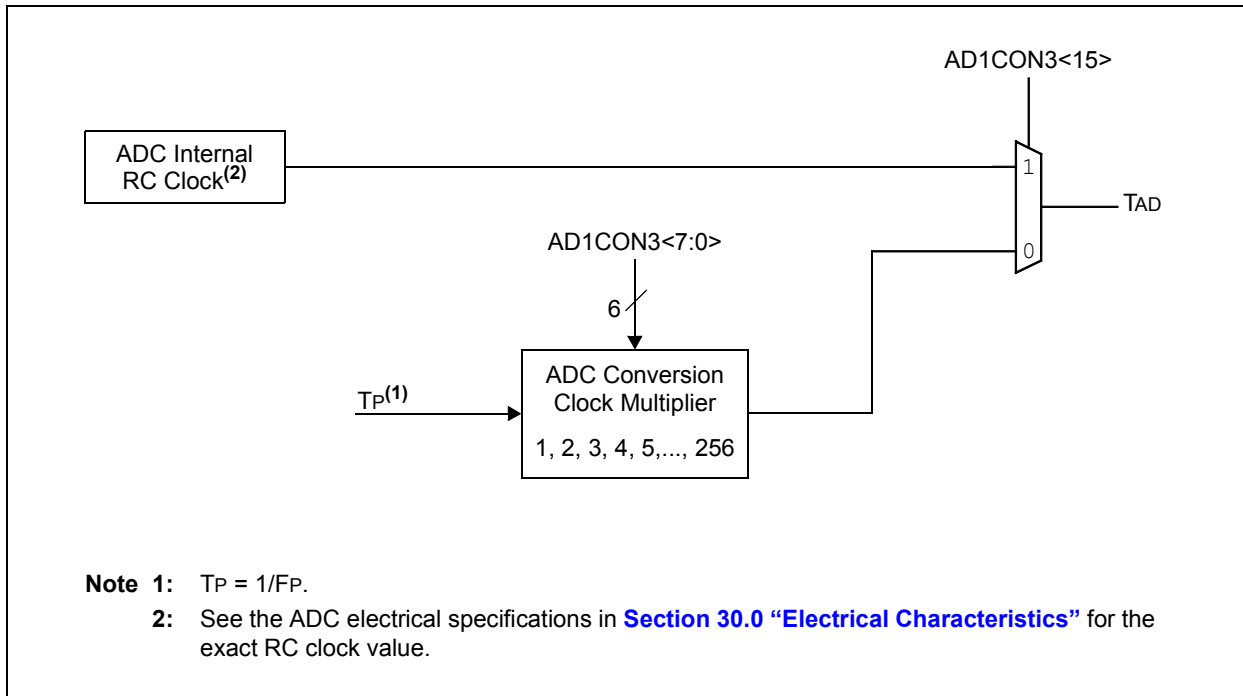 AD1CON3<15>
ADC Internal
RC Clock(2)
1
TAD
AD1CON3<7:0>
0
6
ADC Conversion
Clock Multiplier
TP(1)
1, 2, 3, 4, 5,..., 256
Note 1: TP = 1/FP.
2: See the ADC electrical specifications in Section 30.0 “Electrical Characteristics” for the
exact RC clock value.